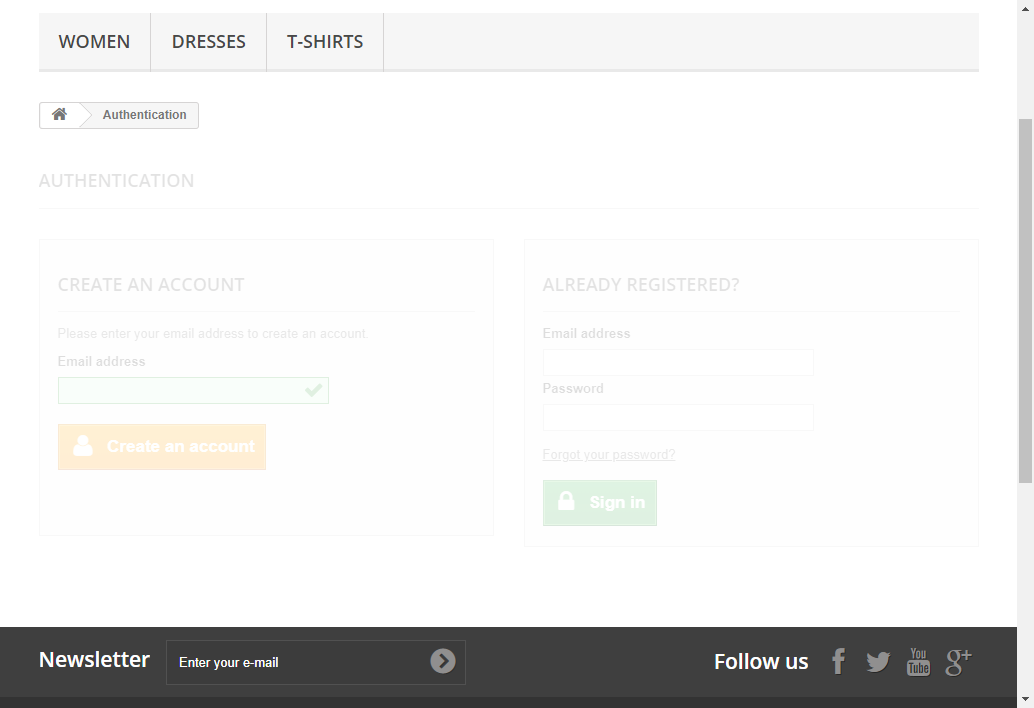 WOMEN DRESSES T-SHIRTS
Authentication
AUTHENTICATION
CREATE AN ACCOUNT
Please enter your email address to create an account.
Email address
Create an account
ALREADY REGISTERED?
Email address
Password
Forgot your password?
Sign in
Newsletter Enter your e-mail Follow us
You
Tube
g+